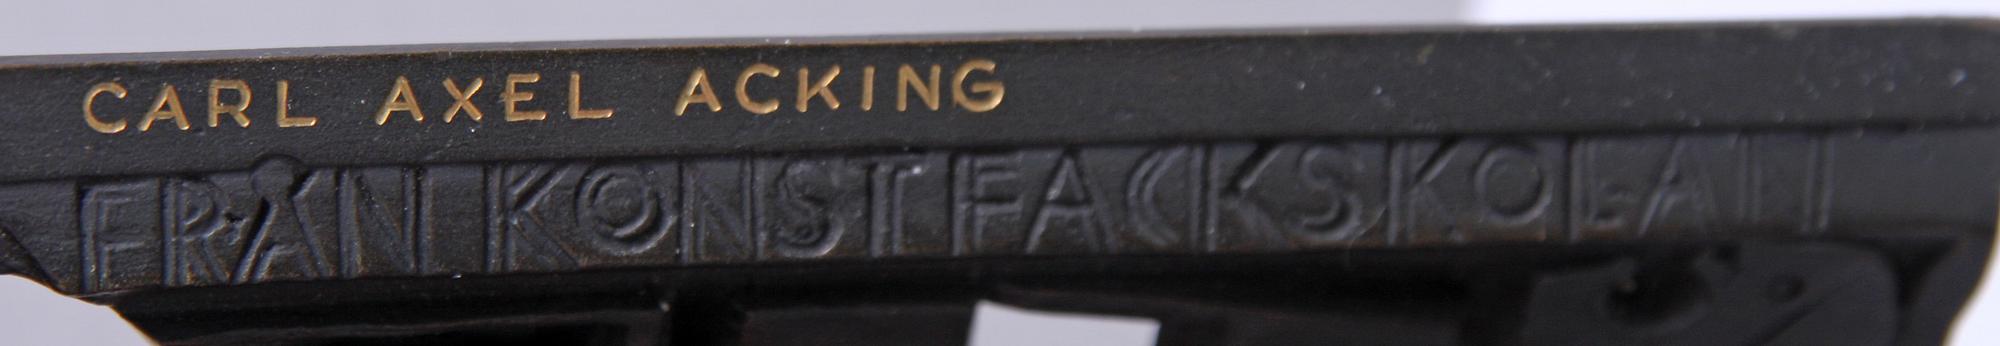 CARL AXEL ACKING
FRÅN KONSTFACKSKOLAN